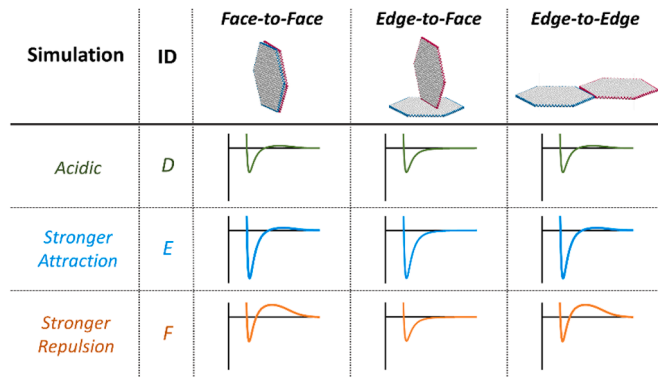 Simulation ID Face-to-Face Edge-to-Face Edge-to-Edge
Acidic D
Stronger
Attraction E
Stronger
Repulsion F